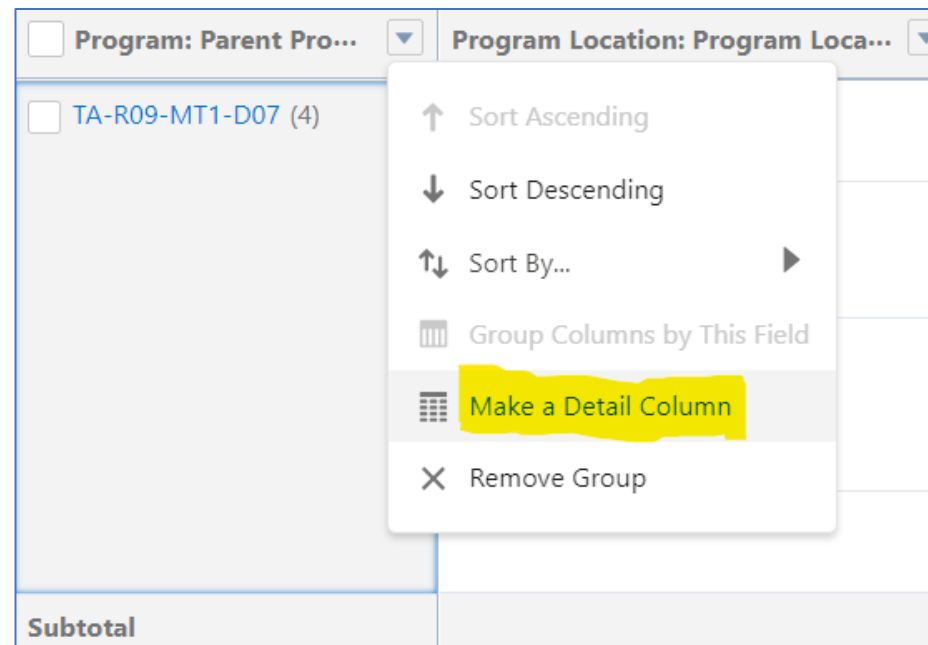 Program: Parent Pro...
Program Location: Program Loca...
TA-R09-MT1-D07 (4)
Sort Ascending
Sort Descending
Sort By...
Group Columns by This Field
Make a Detail Column
Remove Group
Subtotal